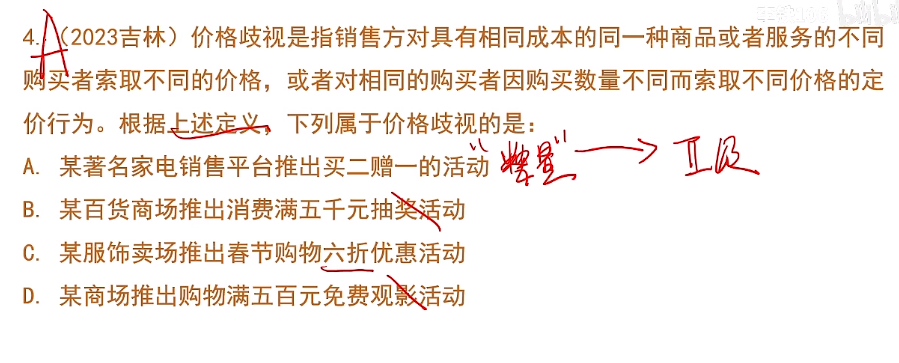 A
4. （2023吉林）价格歧视是指销售方对具有相同成本的同一种商品或者服务的不同
购买者索取不同的价格，或者对相同的购买者因购买数量不同而索取不同价格的定
价行为。根据上述定义，下列属于价格歧视的是：
A. 某著名家电销售平台推出买二赠一的活动
B. 某百货商场推出消费满五千元抽奖活动
C. 某服饰卖场推出春节购物六折优惠活动
D. 某商场推出购物满五百元免费观影活动